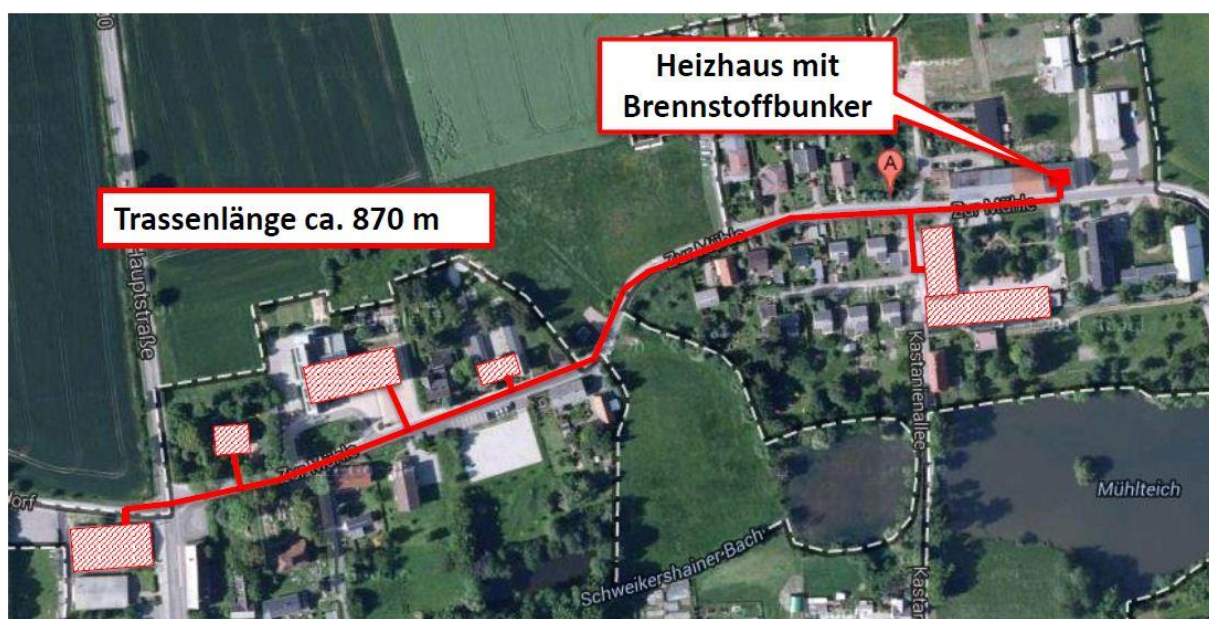 Heizhaus mit
Brennstoffbunker
Trassenlänge ca. 870 m
A
Zur Mühle
Zur Mühle
Hauptstraße
Kastanienallee
Zur Mühle
Mühlteich
Schweikershainer Bach